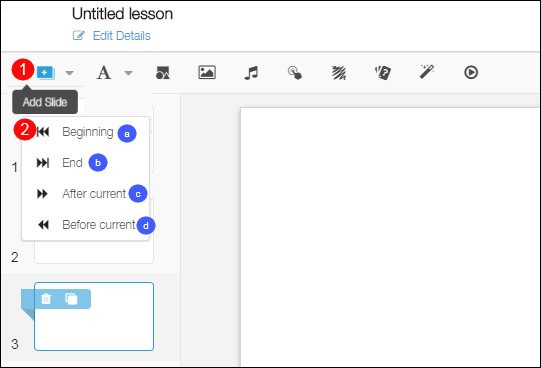 Untitled lesson
Edit Details
1
A
Add Slide
2
Beginning a
End b
After current c
Before current d
1
2
3